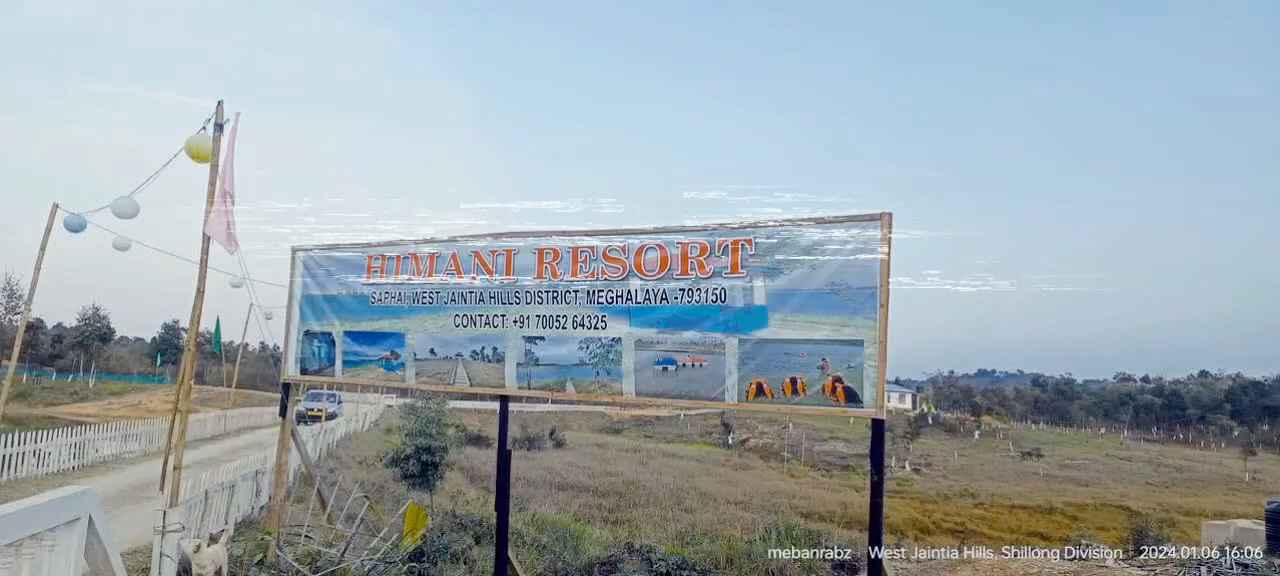 HIMANI RESORT
SAPHAI, WEST JAINTIA HILLS DISTRICT, MEGHALAYA -793150
CONTACT: +91 70052 64325
mebanrabz West Jaintia Hills, Shillong Division 2024.01.06 16:06